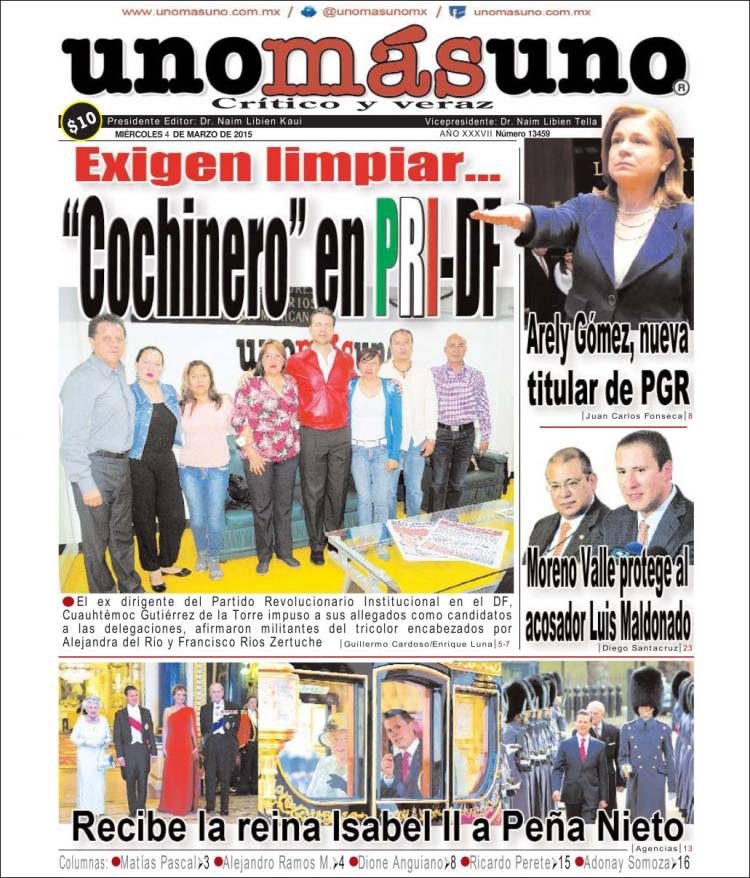 www.unomasuno.com.mx / @unomasunomx / unomasuno.com.mx
unomásuno®
Crítico y veraz
$10
Presidente Editor: Dr. Naim Libien Kaui
Vicepresidente: Dr. Naim Libien Tella
MIÉRCOLES 4 DE MARZO DE 2015
AÑO XXXVII Número 13459
Exigen limpiar...
“Cochinero” en PRI-DF
unomásuno
●El ex dirigente del Partido Revolucionario Institucional en el DF,
Cuauhtémoc Gutiérrez de la Torre impuso a sus allegados como candidatos
a las delegaciones, afirmaron militantes del tricolor encabezados por
Alejandra del Río y Francisco Ríos Zertuche |Guillermo Cardoso/Enrique Luna|5-7
Arely Gómez, nueva
titular de PGR
|Juan Carlos Fonseca|8
Moreno Valle protege al
acosador Luis Maldonado
|Diego Santacruz|23
Recibe la reina Isabel II a Peña Nieto
|Agencias|13
Columnas: ●Matías Pascal➤3 ●Alejandro Ramos M.➤4 ●Dione Anguiano➤8 ●Ricardo Perete➤15 ●Adonay Somoza➤16